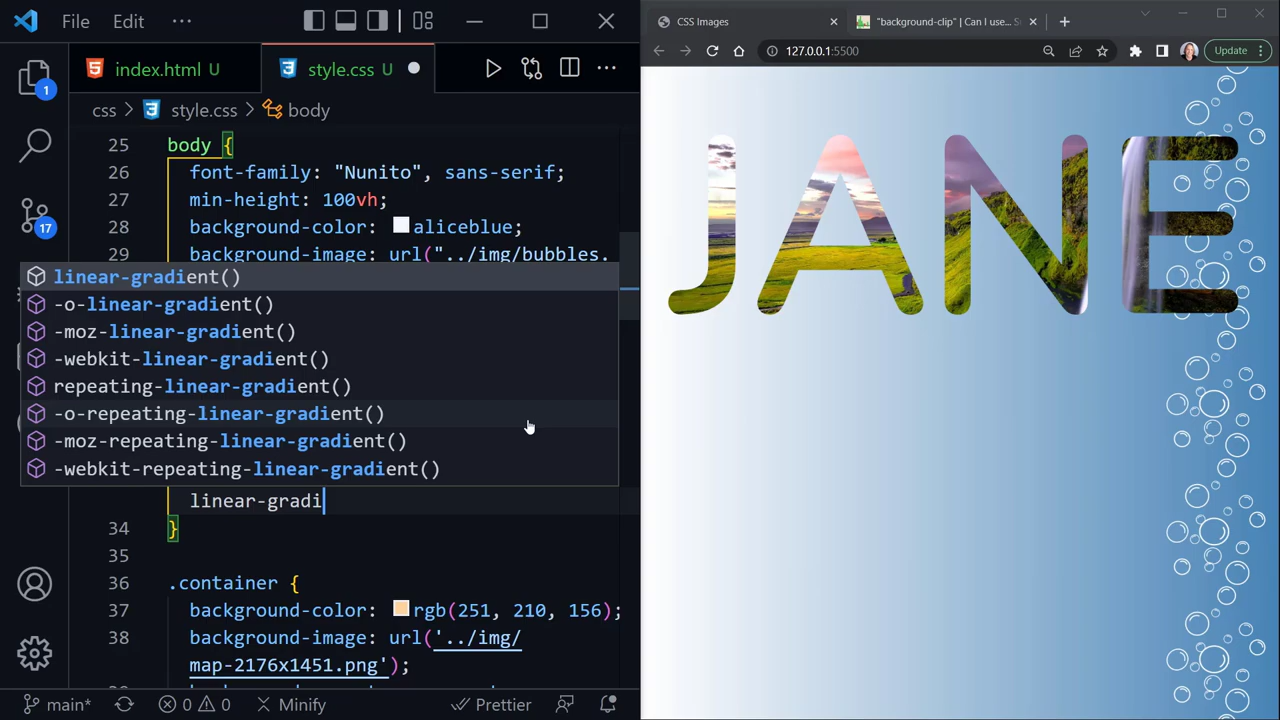 File Edit ···
index.html U
style.css U
css > style.css > body
25 body {
26 font-family: "Nunito", sans-serif;
27 min-height: 100vh;
28 background-color: aliceblue;
29 background-image: url("../img/bubbles.
linear-gradient()
-o-linear-gradient()
-moz-linear-gradient()
-webkit-linear-gradient()
repeating-linear-gradient()
-o-repeating-linear-gradient()
-moz-repeating-linear-gradient()
-webkit-repeating-linear-gradient()
linear-gradi
34 }
35
36 .container {
37 background-color: rgb(251, 210, 156);
38 background-image: url('../img/
map-2176x1451.png');
1
17
main* 0 0 Minify Prettier
CSS Images
"background-clip" | Can I use...
127.0.0.1:5500
Update
JANE